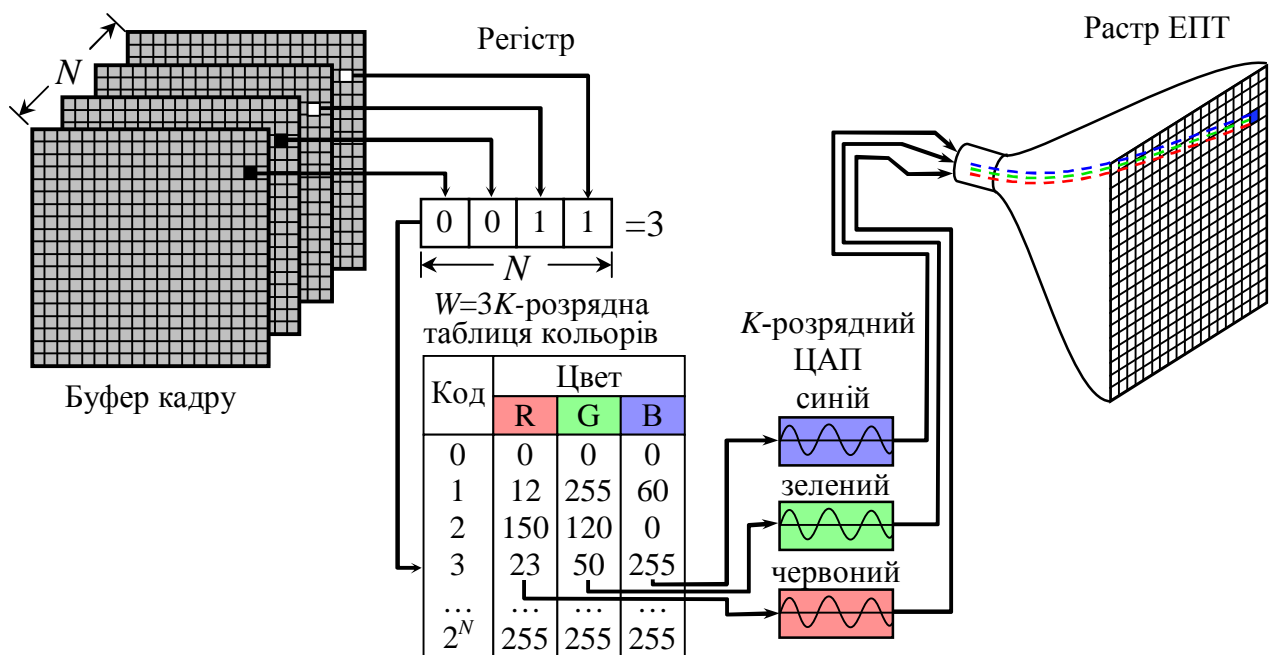 Регістр
Растр ЕПТ
N
0 0 1 1 =3
N
Буфер кадру
W=3K-розрядна
таблиця кольорів
Код Цвет
R G B
0 0 0 0
1 12 255 60
2 150 120 0
3 23 50 255
... ... ... ...
2^N 255 255 255
K-розрядний
ЦАП
синій
зелений
червоний